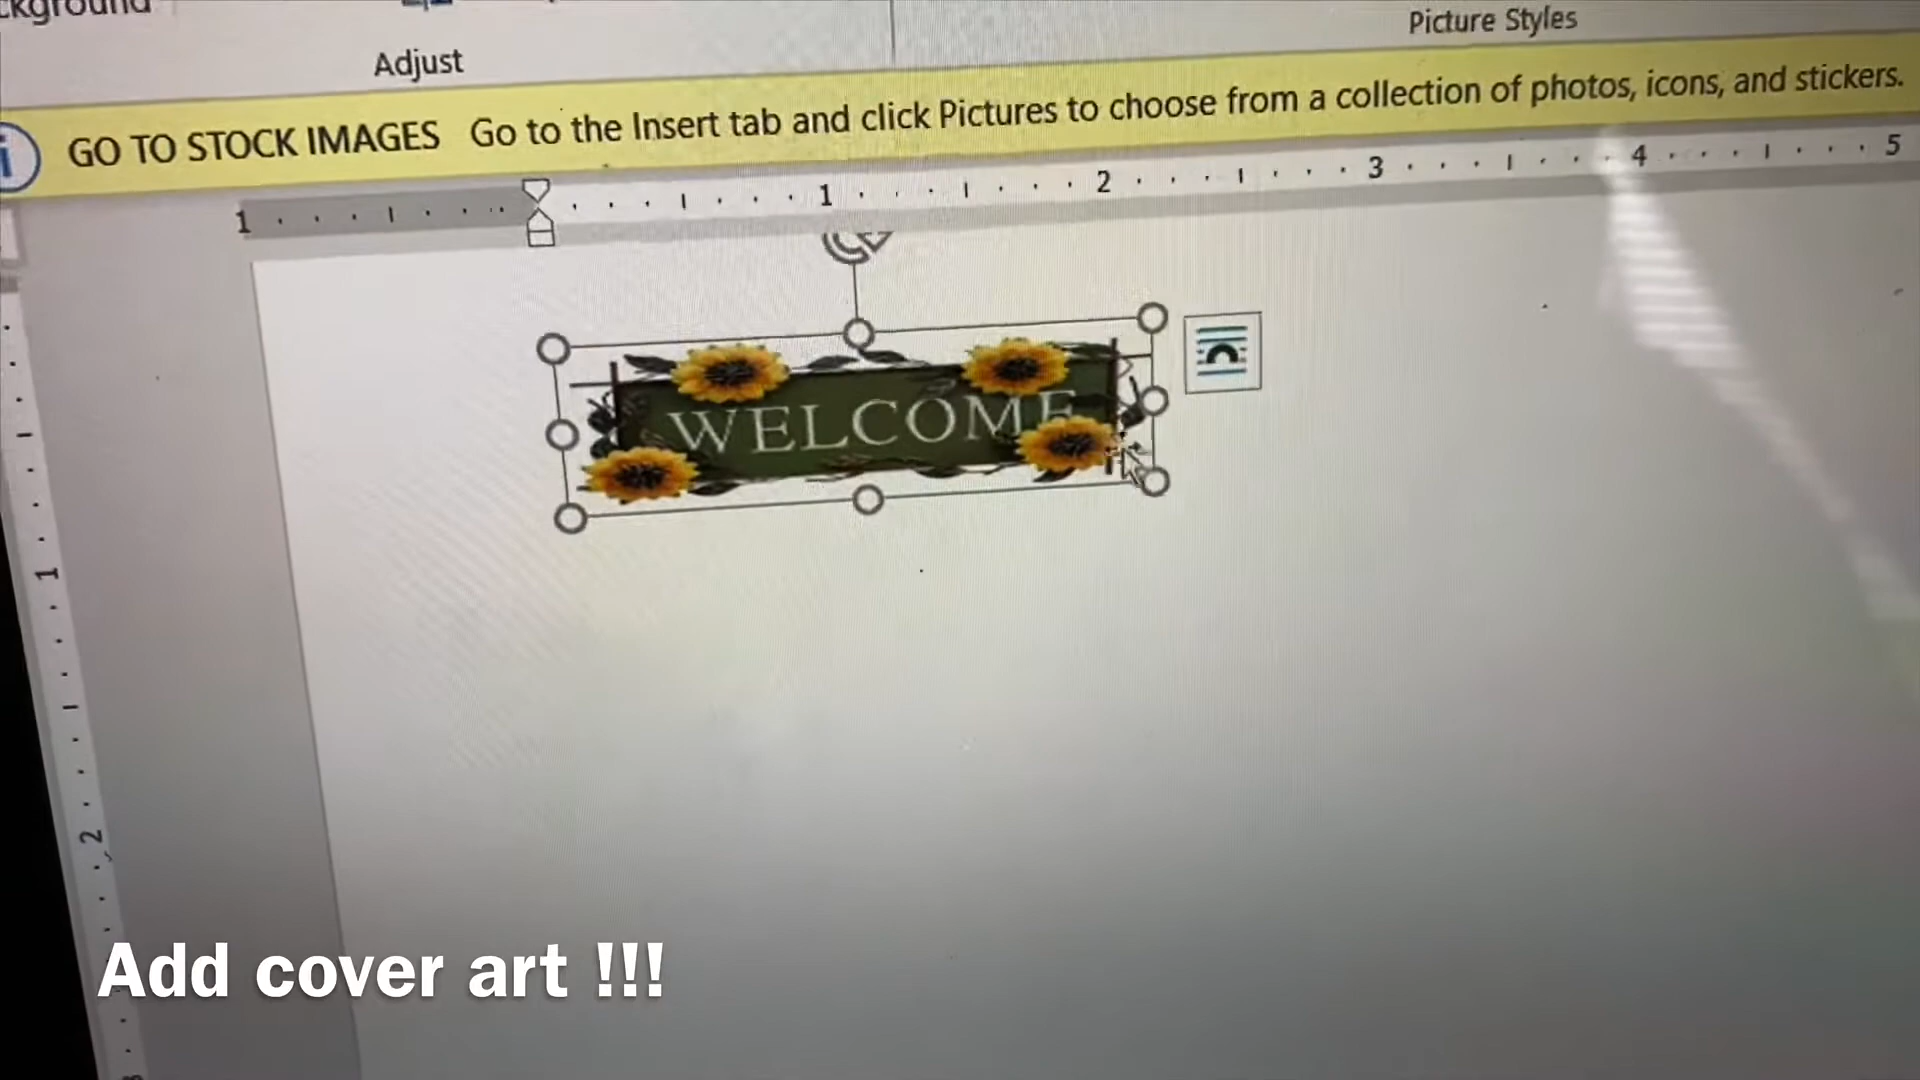 ckground
Adjust
Picture Styles
GO TO STOCK IMAGES Go to the Insert tab and click Pictures to choose from a collection of photos, icons, and stickers.
1 1 2 3 4 5
WELCOME
1
2
Add cover art !!!